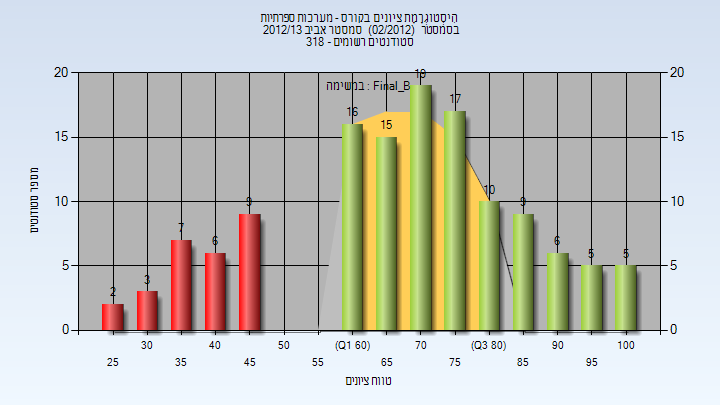 היסטוגרמת ציונים בקורס - מערכות ספרתיות
בסמסטר (02/2012) סמסטר אביב 2012/13
סטודנטים רשומים - 318
במשימה : Final_B
מספר סטודנטים
20 15 10 5 0
20 15 10 5 0
2 3 7 6 9 16 15 19 17 10 9 6 5 5
30 40 50 (Q1 60) 70 (Q3 80) 90 100
25 35 45 55 65 75 85 95
טווח ציונים